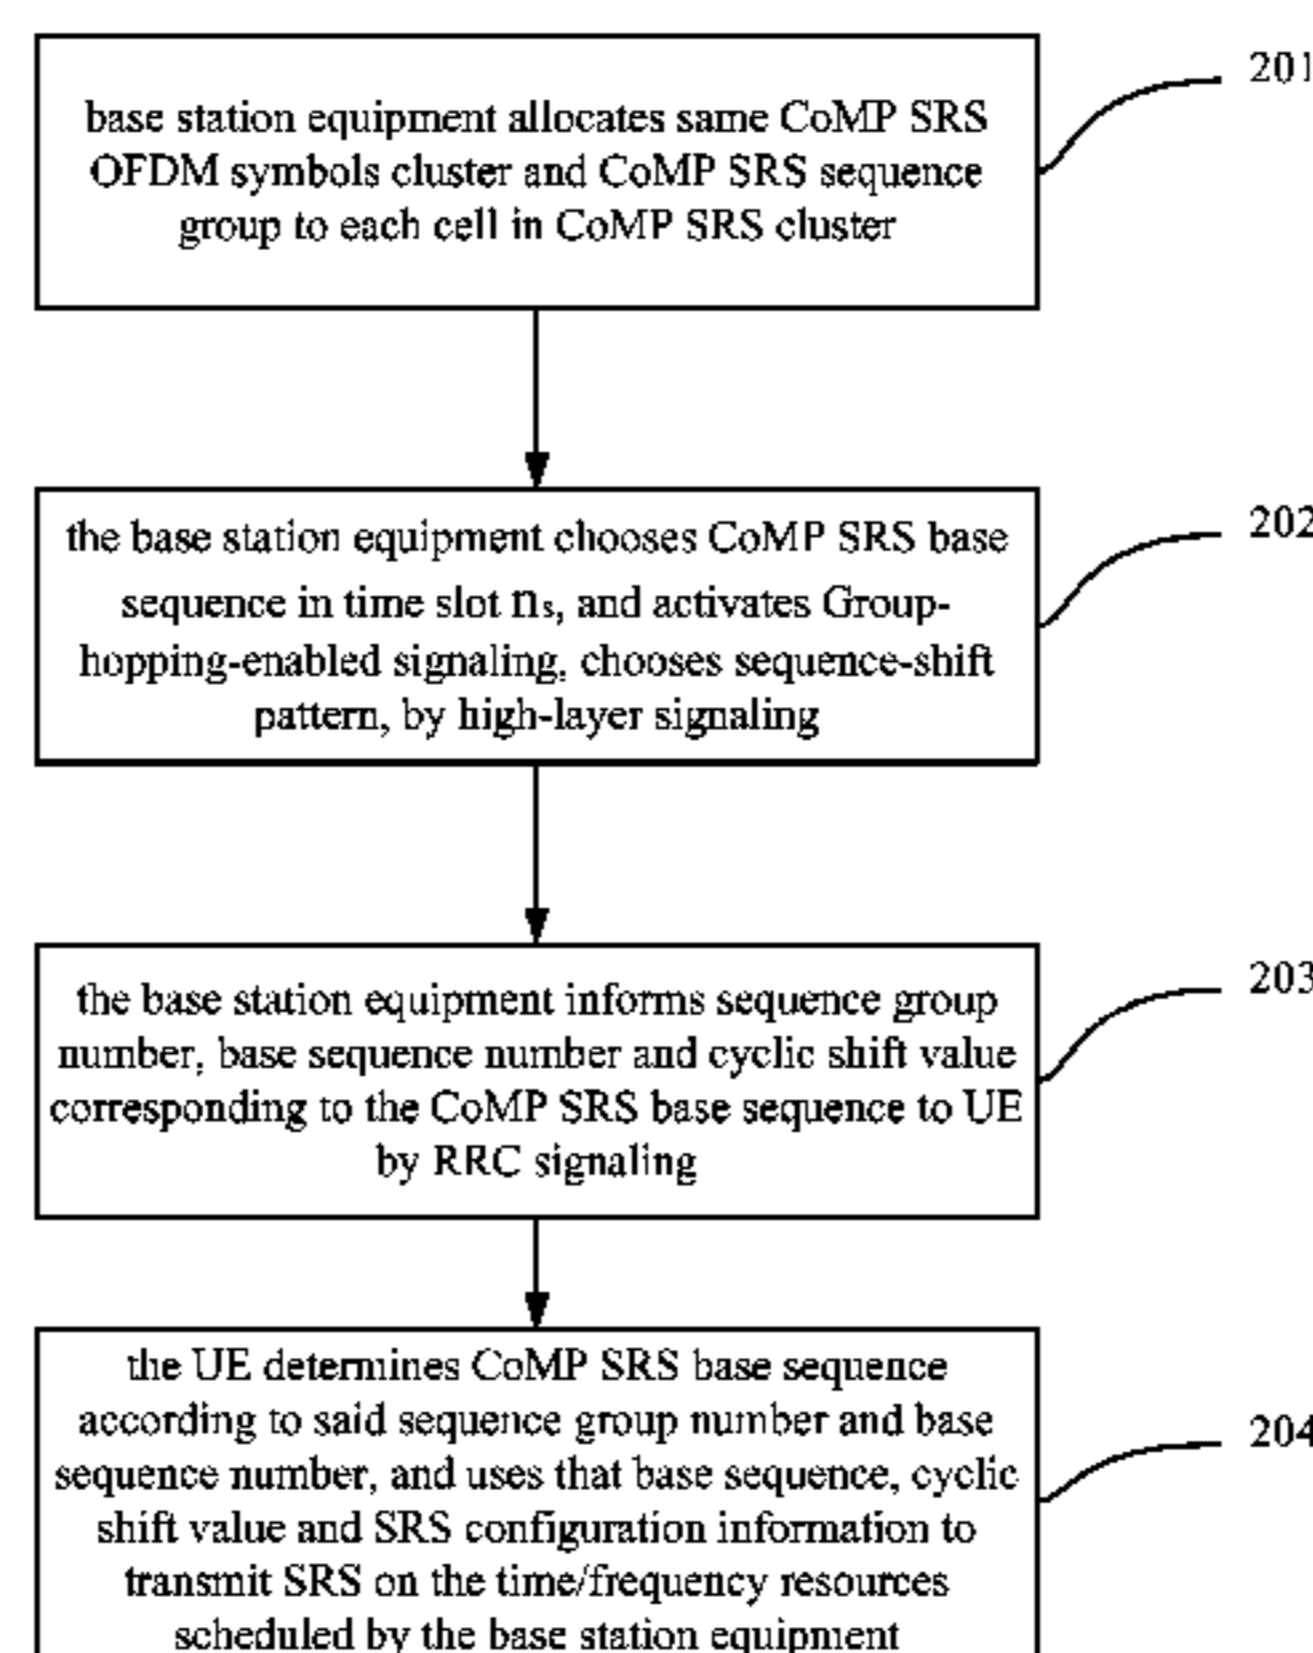 base station equipment allocates same CoMP SRS
OFDM symbols cluster and CoMP SRS sequence
group to each cell in CoMP SRS cluster
201
the base station equipment chooses CoMP SRS base
sequence in time slot ns, and activates Group-
hopping-enabled signaling, chooses sequence-shift
pattern, by high-layer signaling
202
the base station equipment informs sequence group
number, base sequence number and cyclic shift value
corresponding to the CoMP SRS base sequence to UE
by RRC signaling
203
the UE determines CoMP SRS base sequence
according to said sequence group number and base
sequence number, and uses that base sequence, cyclic
shift value and SRS configuration information to
transmit SRS on the time/frequency resources
scheduled by the base station equipment
204